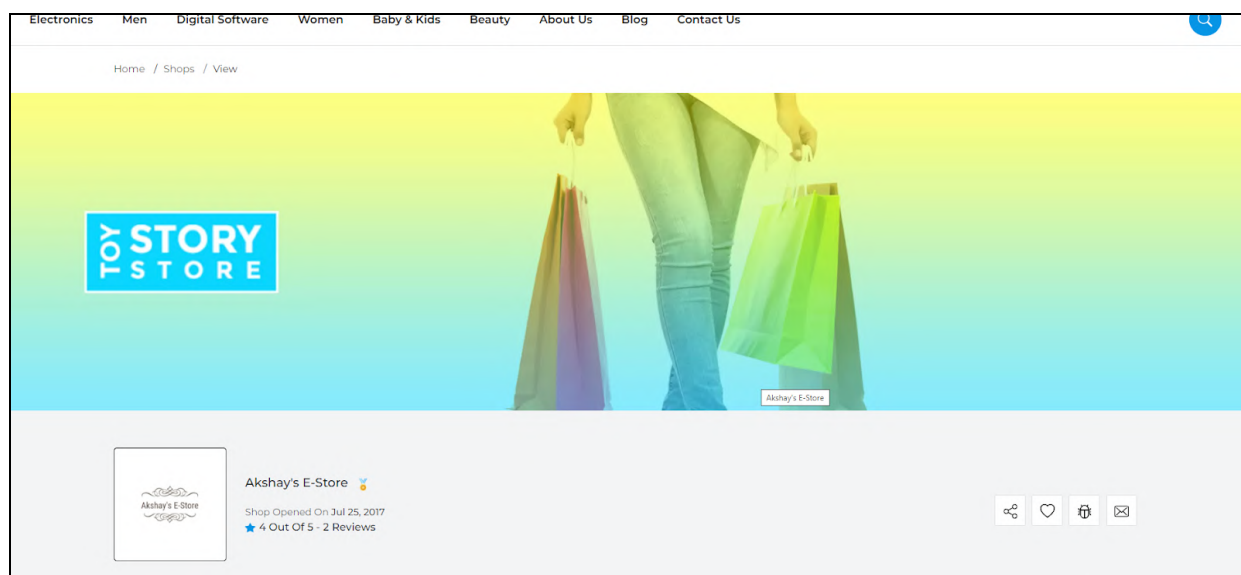 Electronics Men Digital Software Women Baby & Kids Beauty About Us Blog Contact Us
Home / Shops / View
TOY STORY
STORE
Akshay's E-Store
Akshay's E-Store
Akshay's E-Store
Shop Opened On Jul 25, 2017
4 Out Of 5 - 2 Reviews